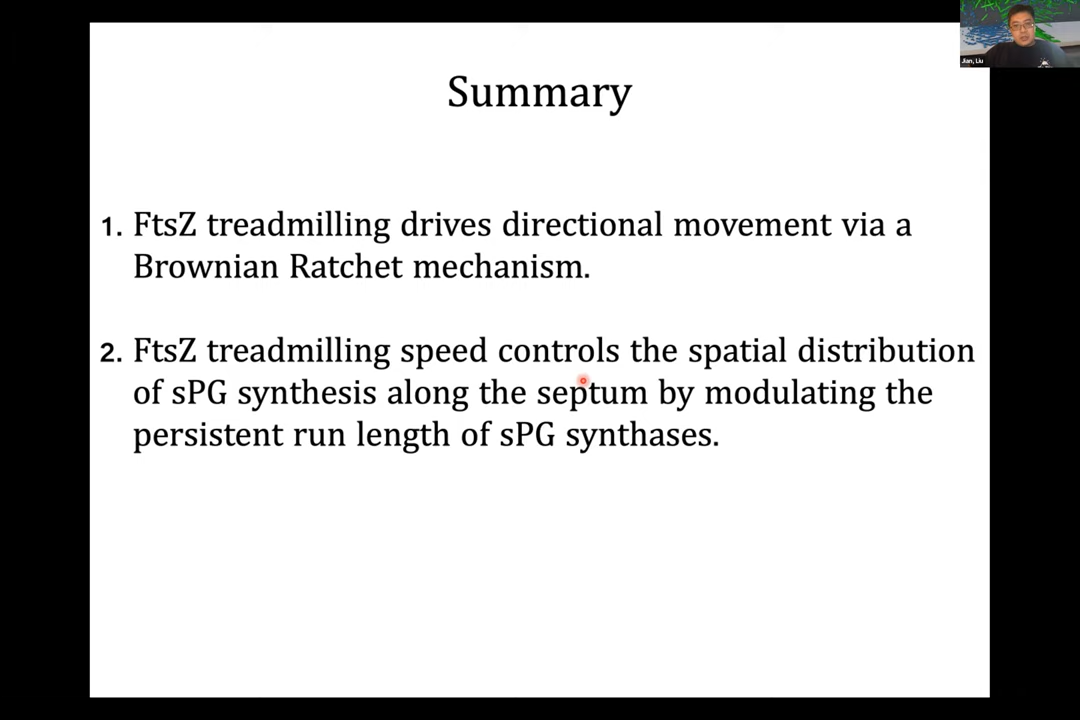 Jian, Liu
Summary
1. FtsZ treadmilling drives directional movement via a
Brownian Ratchet mechanism.
2. FtsZ treadmilling speed controls the spatial distribution
of sPG synthesis along the septum by modulating the
persistent run length of sPG synthases.